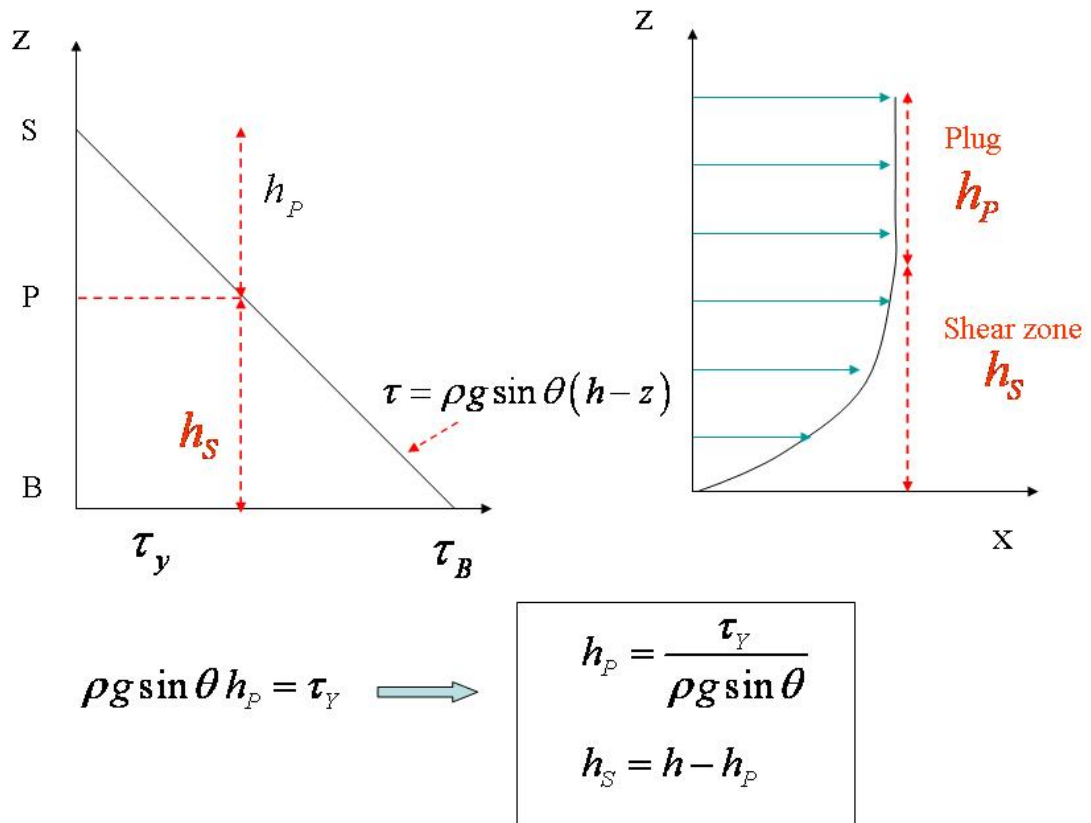 Z
S
h_P
P
τ = ρg sin θ(h − z)
h_S
B
τ_y
τ_B
Z
Plug
h_P
Shear zone
h_S
x
ρg sin θ h_P = τ_Y
h_P = τ_Y / ρg sin θ
h_S = h − h_P